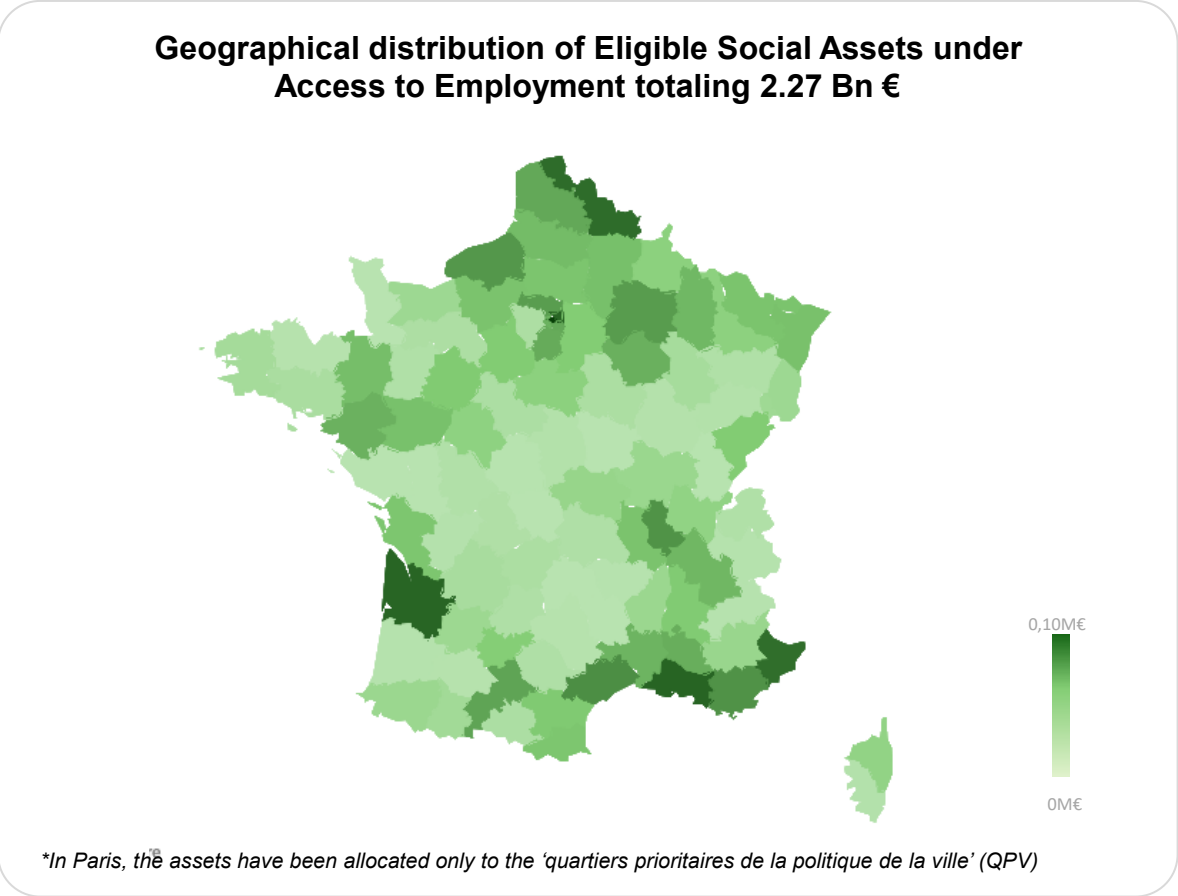 Geographical distribution of Eligible Social Assets under
Access to Employment totaling 2.27 Bn €
0,10M€
0M€
*In Paris, the assets have been allocated only to the ‘quartiers prioritaires de la politique de la ville’ (QPV)